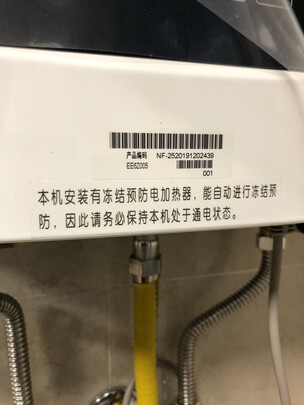 产品编码 NF-2520191202439
EE6Z005
001
本机安装有冻结预防电加热器，能自动进行冻结预
防，因此请务必保持本机处于通电状态。